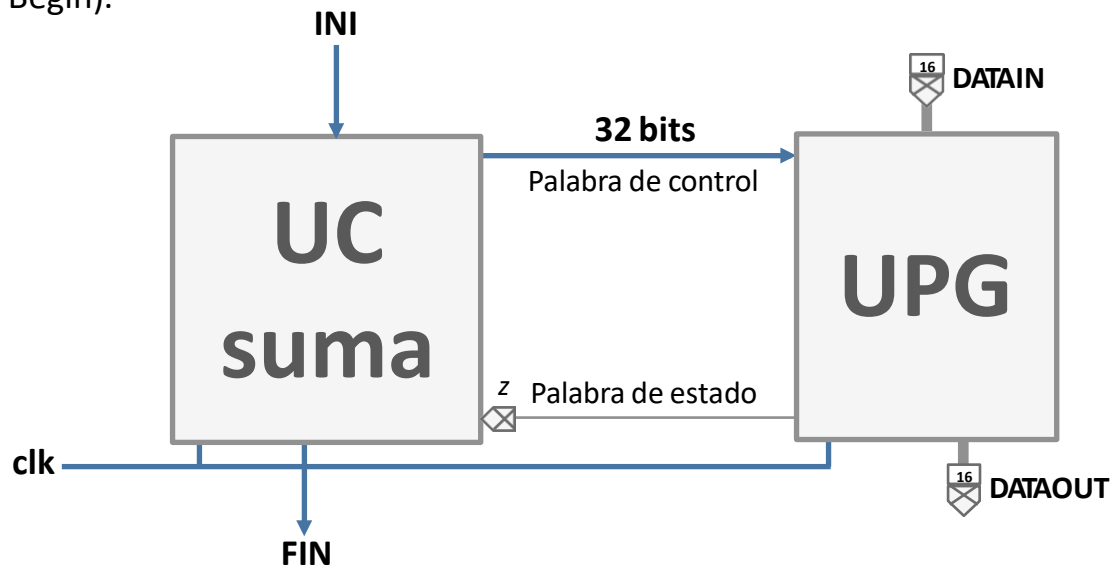 Begin).
INI
16
DATAIN
32 bits
Palabra de control
UC
suma
UPG
z
Palabra de estado
clk
16
DATAOUT
FIN